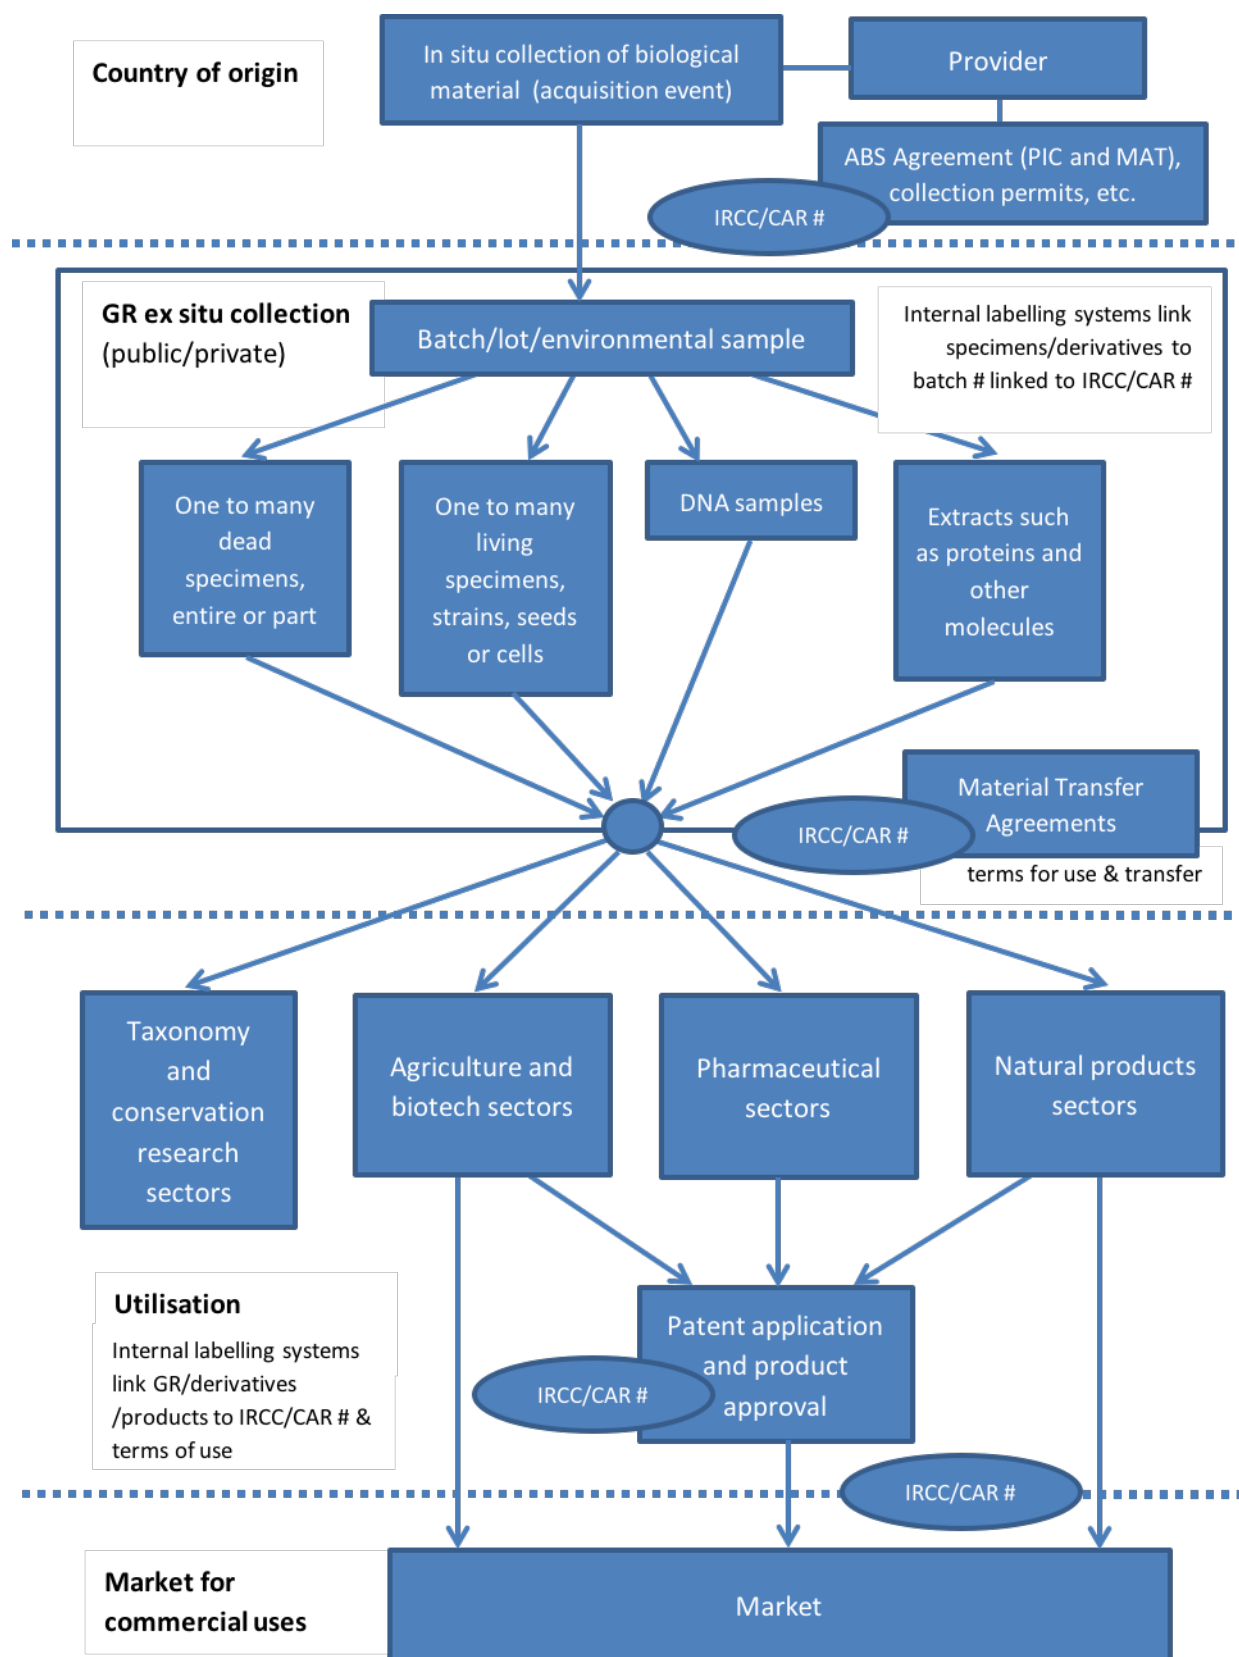 Country of origin
In situ collection of biological
material (acquisition event)
Provider
ABS Agreement (PIC and MAT),
collection permits, etc.
IRCC/CAR #
GR ex situ collection
(public/private)
Batch/lot/environmental sample
Internal labelling systems link
specimens/derivatives to
batch # linked to IRCC/CAR #
One to many
dead
specimens,
entire or part
One to many
living
specimens,
strains, seeds
or cells
DNA samples
Extracts such
as proteins and
other
molecules
Material Transfer
Agreements
IRCC/CAR #
terms for use & transfer
Taxonomy
and
conservation
research
sectors
Agriculture and
biotech sectors
Pharmaceutical
sectors
Natural products
sectors
Utilisation
Internal labelling systems
link GR/derivatives
/products to IRCC/CAR # &
terms of use
Patent application
and product
approval
IRCC/CAR #
IRCC/CAR #
Market for
commercial uses
Market